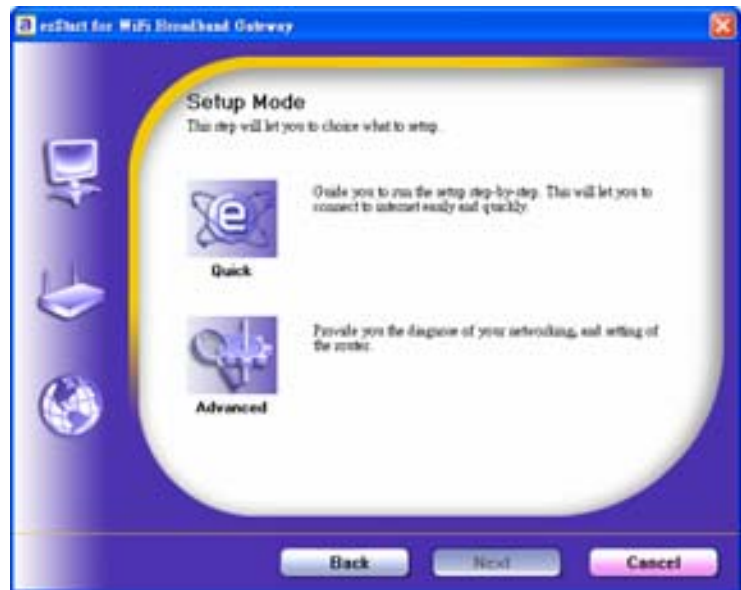 ezStart for WiFi Broadband Gateway
Setup Mode
This step will let you to choice what to setup.
Guide you to run the setup step-by-step. This will let you to
connect to internet easily and quickly.
Quick
Provide you the diagnose of your networking, and setting of
the router.
Advanced
Back
Next
Cancel